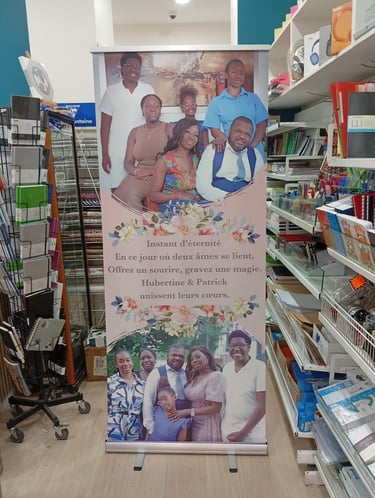 Instant d'éternité
En ce jour où deux âmes se lient,
Offrez un sourire, gravez une magie.
Hubertine & Patrick
unissent leurs cœurs.